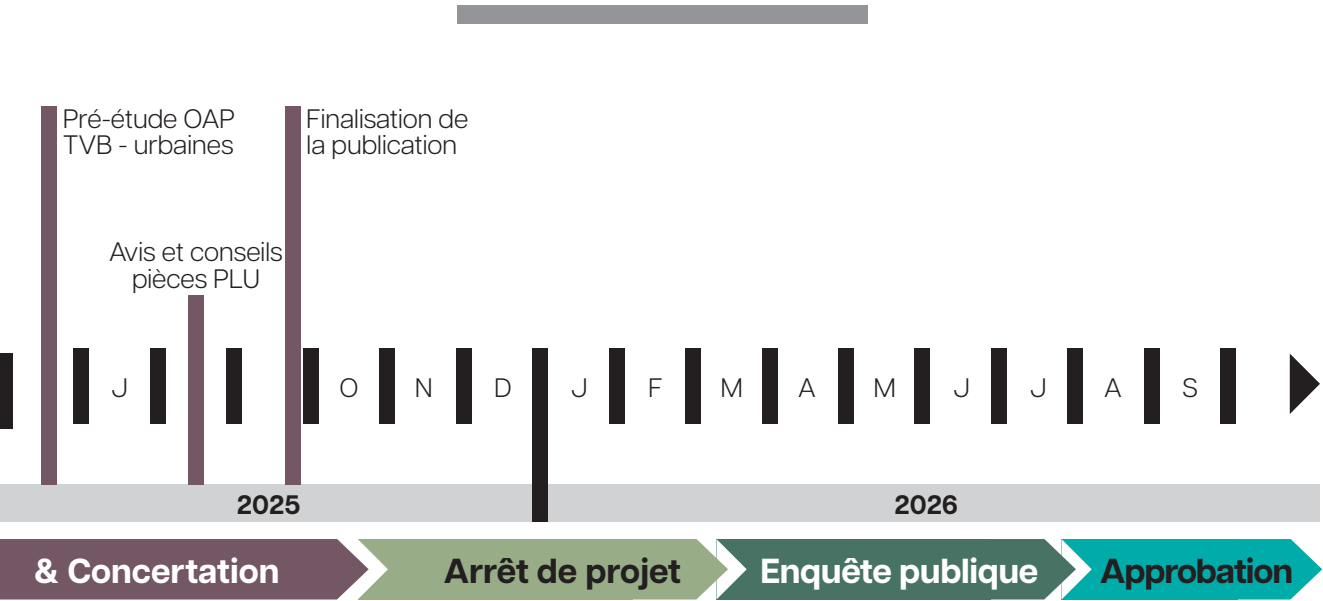 Pré-étude OAP
TVB - urbaines
Finalisation de
la publication
Avis et conseils
pièces PLU
J O N D J F M A M J J A S
2025 2026
& Concertation Arrêt de projet Enquête publique Approbation